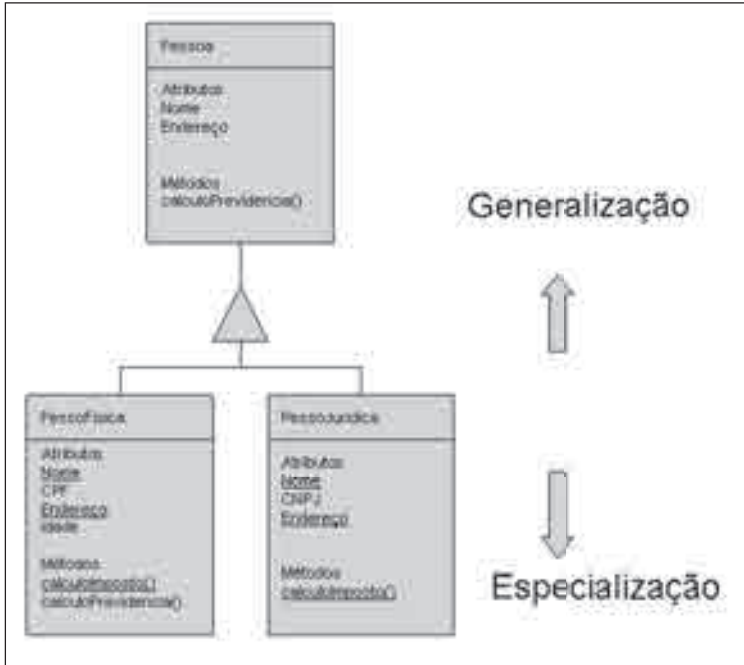 Pessoa
Atributos
Nome
Endereço
Métodos
calculoPrevidencia()
Generalização
PessoFisica
Atributos
Nome
CPF
Endereço
Idade
Métodos
calculoImposto()
calculoPrevidencia()
PessoJuridica
Atributos
Nome
CNPJ
Endereço
Métodos
calculoImposto()
Especialização